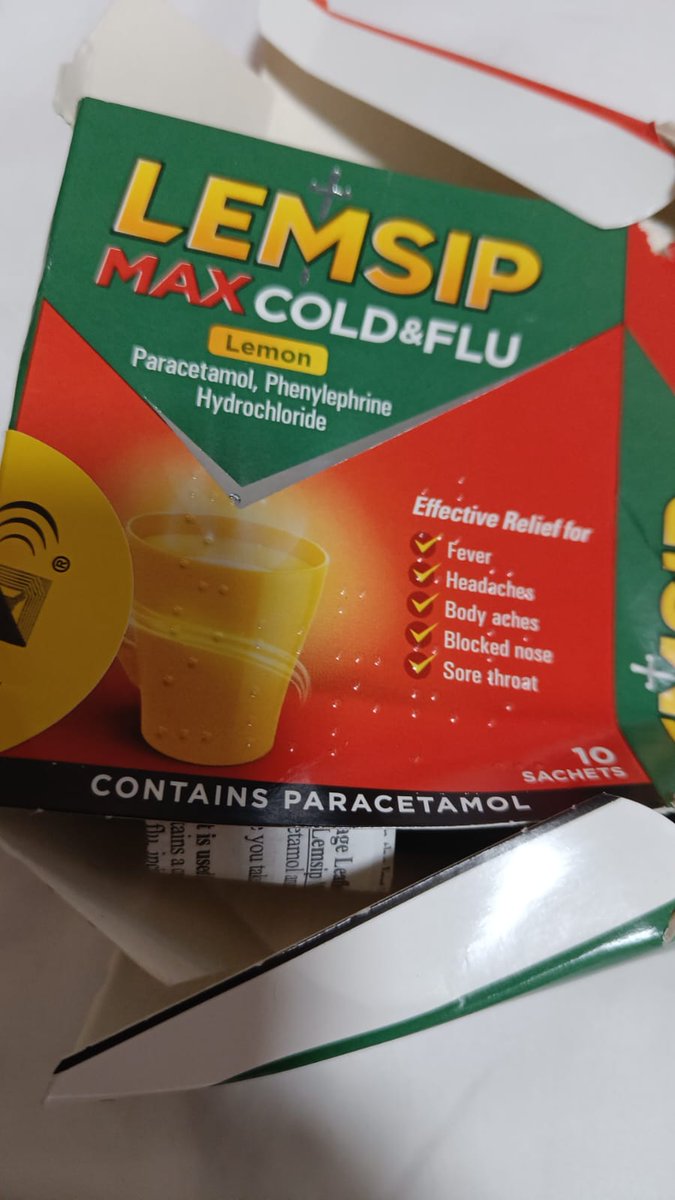 LEMSIP
MAX COLD&FLU
Lemon
Paracetamol, Phenylephrine
Hydrochloride
Effective Relief for
Fever
Headaches
Body aches
Blocked nose
Sore throat
10
SACHETS
CONTAINS PARACETAMOL
®
®
Lemsip